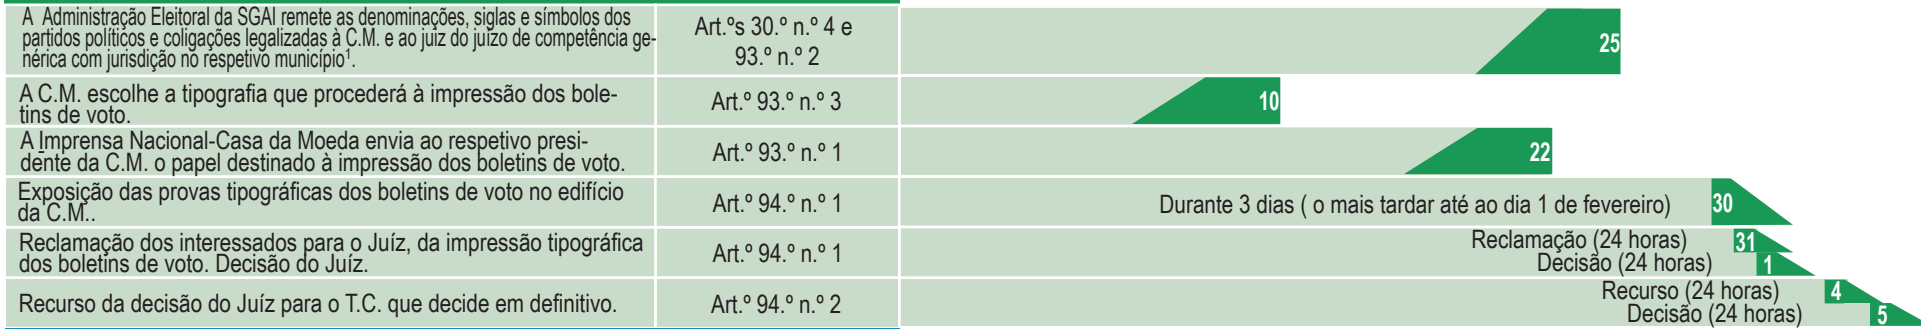 A Administração Eleitoral da SGAI remete as denominações, siglas e símbolos dos
partidos políticos e coligações legalizadas à C.M. e ao juiz do juízo de competência ge-
nérica com jurisdição no respetivo município¹.
Art.ºs 30.º n.º 4 e
93.º n.º 2
25
A C.M. escolhe a tipografia que procederá à impressão dos bole-
tins de voto.
Art.º 93.º n.º 3
10
A Imprensa Nacional-Casa da Moeda envia ao respetivo presi-
dente da C.M. o papel destinado à impressão dos boletins de voto.
Art.º 93.º n.º 1
22
Exposição das provas tipográficas dos boletins de voto no edifício
da C.M..
Art.º 94.º n.º 1
Durante 3 dias ( o mais tardar até ao dia 1 de fevereiro)
30
Reclamação dos interessados para o Juíz, da impressão tipográfica
dos boletins de voto. Decisão do Juíz.
Art.º 94.º n.º 1
Reclamação (24 horas)
31
Decisão (24 horas)
1
Recurso da decisão do Juíz para o T.C. que decide em definitivo.
Art.º 94.º n.º 2
Recurso (24 horas)
4
Decisão (24 horas)
5